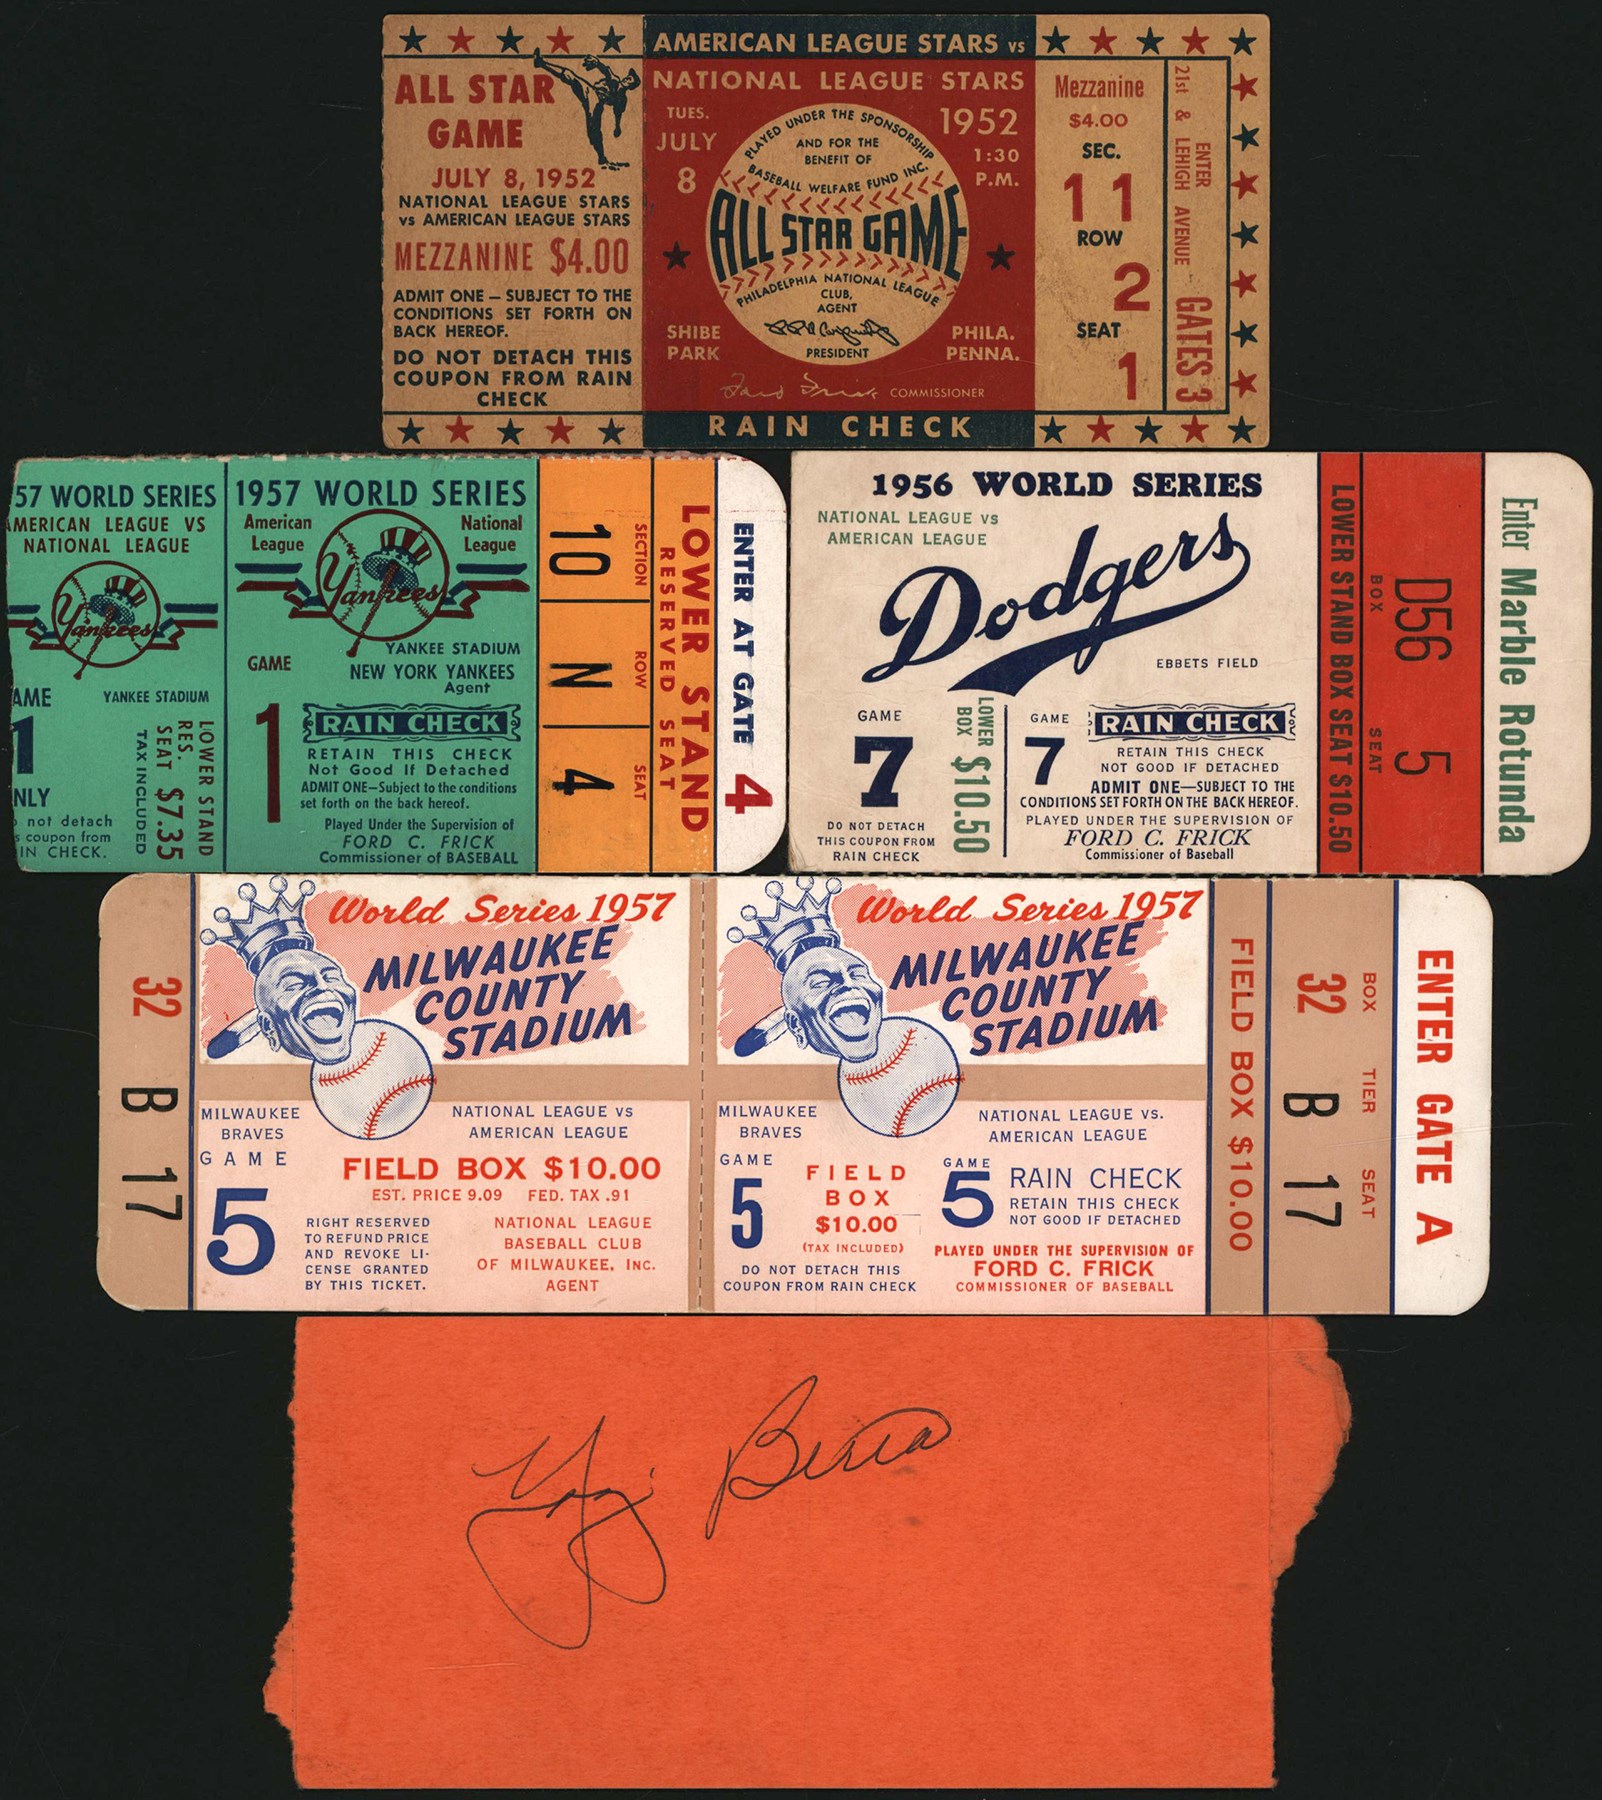 ALL STAR
GAME
JULY 8, 1952
NATIONAL LEAGUE STARS
vs AMERICAN LEAGUE STARS
MEZZANINE $4.00
ADMIT ONE – SUBJECT TO THE
CONDITIONS SET FORTH ON
BACK HEREOF.
DO NOT DETACH THIS
COUPON FROM RAIN
CHECK
AMERICAN LEAGUE STARS vs
NATIONAL LEAGUE STARS
TUES.
JULY
8
1952
1:30
P.M.
PLAYED UNDER THE SPONSORSHIP
AND FOR THE
BENEFIT OF
BASEBALL WELFARE FUND INC.
ALL STAR GAME
PHILADELPHIA NATIONAL LEAGUE
CLUB,
AGENT
PRESIDENT
SHIBE
PARK
PHILA.
PENNA.
Ford Frick COMMISSIONER
RAIN CHECK
Mezzanine
$4.00
SEC.
11
ROW
2
SEAT
1
21st & LEHIGH AVENUE
ENTER
GATES 3
57 WORLD SERIES
AMERICAN LEAGUE VS
NATIONAL LEAGUE
Yankees
AME
YANKEE STADIUM
1
NLY
not detach
s coupon from
IN CHECK.
LOWER STAND
RES.
SEAT $7.35
TAX INCLUDED
1957 WORLD SERIES
American
League
National
League
Yankees
YANKEE STADIUM
GAME
NEW YORK YANKEES
Agent
1
RAIN CHECK
RETAIN THIS CHECK
Not Good If Detached
ADMIT ONE—Subject to the conditions
set forth on the back hereof.
Played Under the Supervision of
FORD C. FRICK
Commissioner of BASEBALL
SECTION
10
ROW
N
SEAT
4
LOWER STAND
RESERVED SEAT
ENTER AT GATE 4
1956 WORLD SERIES
NATIONAL LEAGUE vs
AMERICAN LEAGUE
Dodgers
EBBETS FIELD
GAME
7
LOWER
BOX $10.50
DO NOT DETACH
THIS COUPON FROM
RAIN CHECK
GAME
7
RAIN CHECK
RETAIN THIS CHECK
NOT GOOD IF DETACHED
ADMIT ONE—SUBJECT TO THE
CONDITIONS SET FORTH ON THE BACK HEREOF.
PLAYED UNDER THE SUPERVISION OF
FORD C. FRICK
Commissioner of Baseball
LOWER STAND BOX SEAT $10.50
BOX
D56
SEAT
5
Enter Marble Rotunda
32
B
17
World Series 1957
MILWAUKEE
COUNTY
STADIUM
MILWAUKEE
BRAVES
NATIONAL LEAGUE vs
AMERICAN LEAGUE
GAME
5
FIELD BOX $10.00
EST. PRICE 9.09 FED. TAX .91
RIGHT RESERVED
TO REFUND PRICE
AND REVOKE LI-
CENSE GRANTED
BY THIS TICKET.
NATIONAL LEAGUE
BASEBALL CLUB
OF MILWAUKEE, INC.
AGENT
World Series 1957
MILWAUKEE
COUNTY
STADIUM
MILWAUKEE
BRAVES
NATIONAL LEAGUE VS.
AMERICAN LEAGUE
GAME
5
FIELD
BOX
$10.00
(TAX INCLUDED)
DO NOT DETACH THIS
COUPON FROM RAIN CHECK
GAME
5
RAIN CHECK
RETAIN THIS CHECK
NOT GOOD IF DETACHED
PLAYED UNDER THE SUPERVISION OF
FORD C. FRICK
COMMISSIONER OF BASEBALL
FIELD BOX $10.00
BOX
32
TIER
B
SEAT
17
ENTER GATE A
Yogi Berra